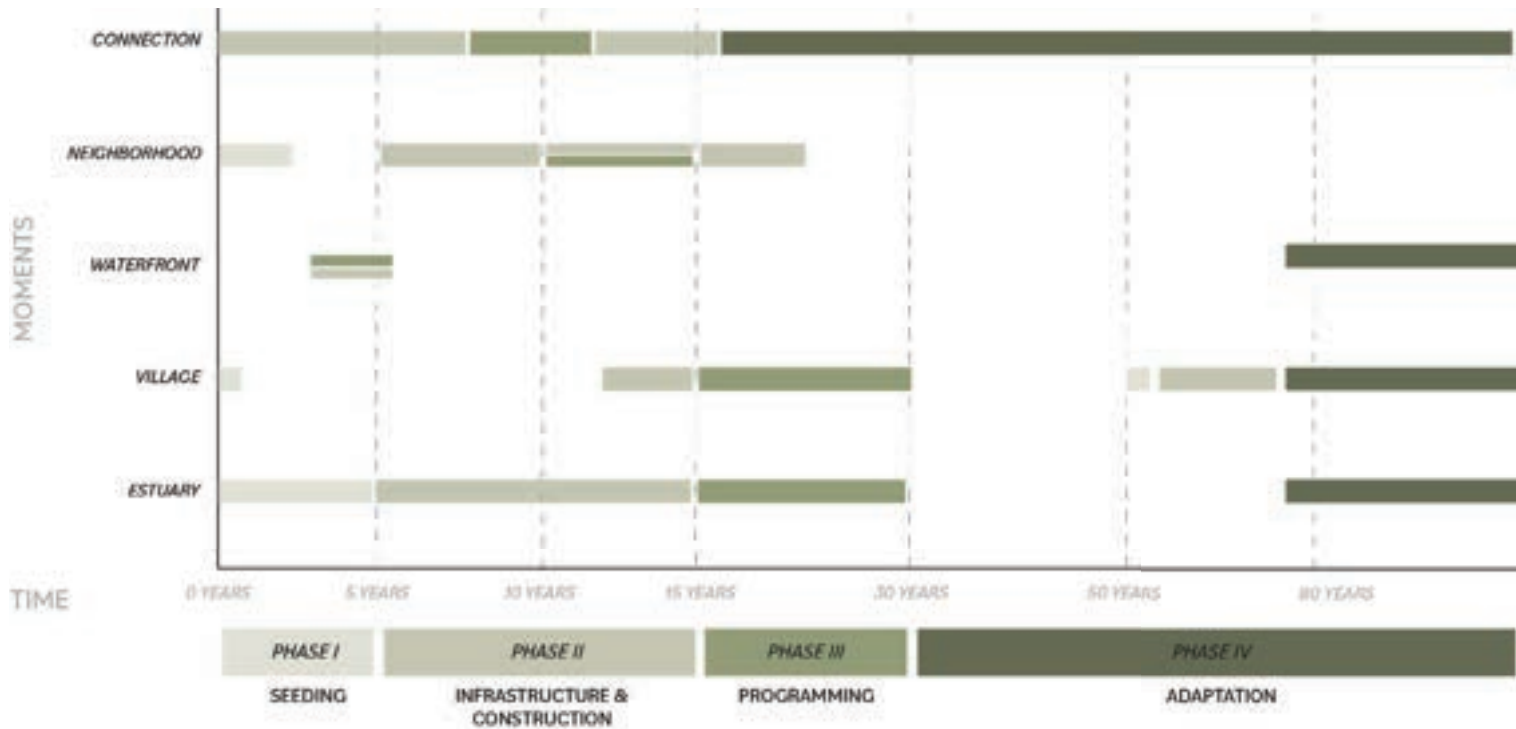 CONNECTION
NEIGHBORHOOD
WATERFRONT
VILLAGE
ESTUARY
MOMENTS
TIME
0 YEARS 5 YEARS 10 YEARS 15 YEARS 30 YEARS 50 YEARS 80 YEARS
PHASE I PHASE II PHASE III PHASE IV
SEEDING INFRASTRUCTURE & PROGRAMMING ADAPTATION
CONSTRUCTION